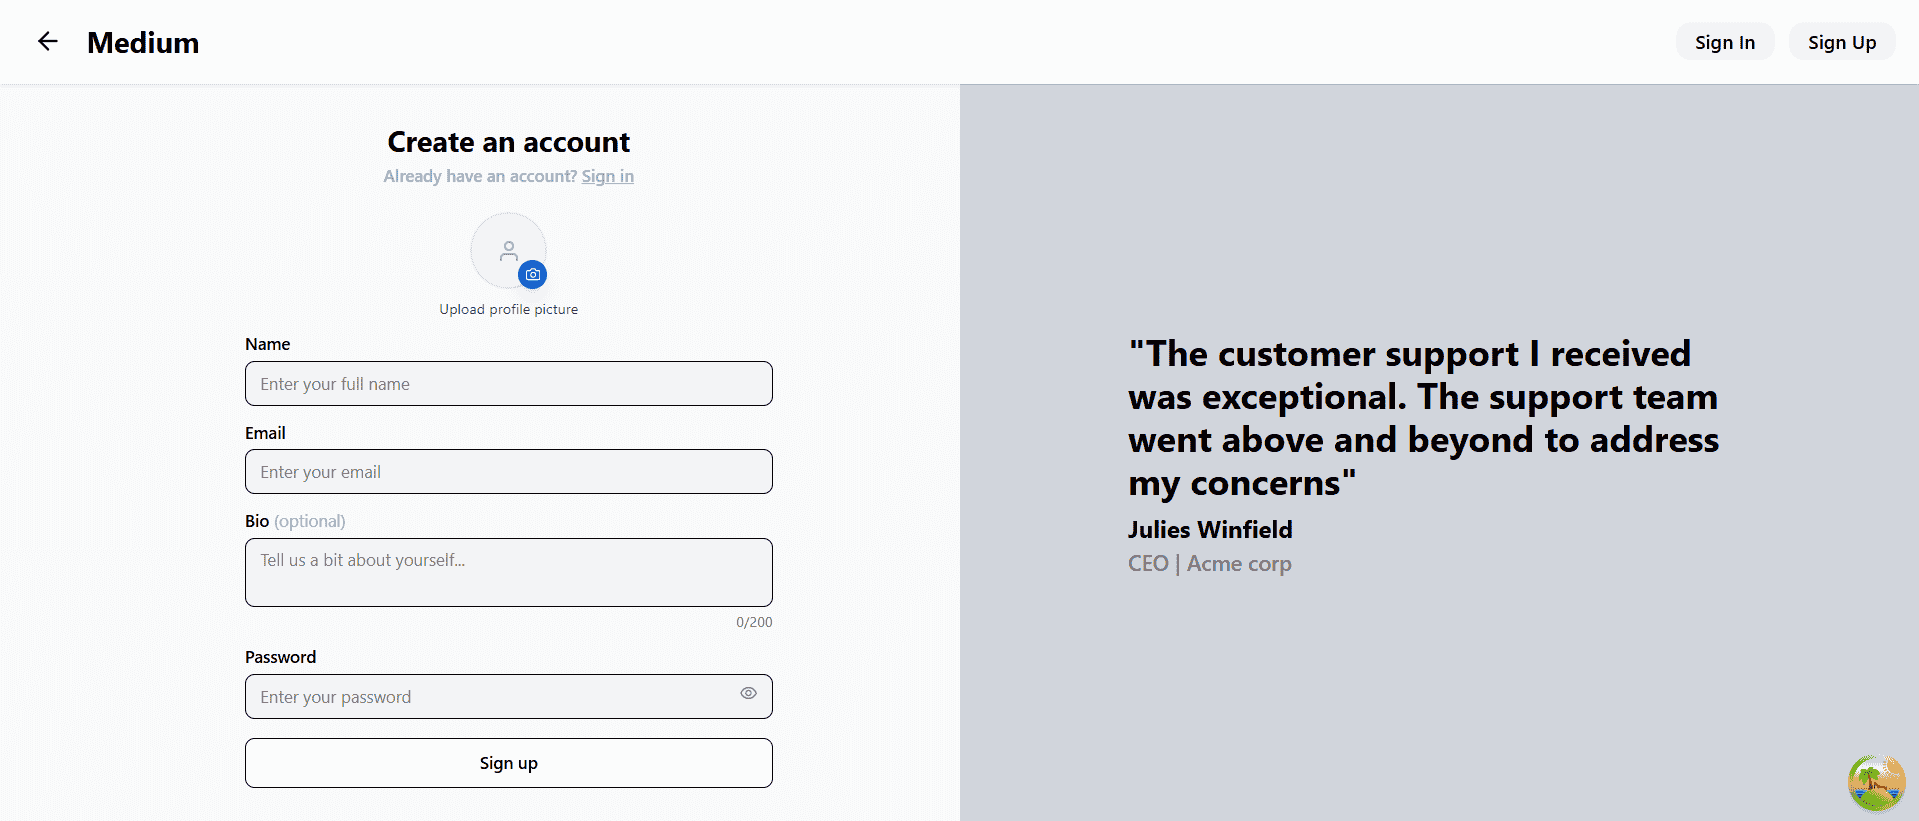 Medium
Sign In
Sign Up
Create an account
Already have an account? Sign in
Upload profile picture
Name
Enter your full name
Email
Enter your email
Bio (optional)
Tell us a bit about yourself...
0/200
Password
Enter your password
Sign up
"The customer support I received
was exceptional. The support team
went above and beyond to address
my concerns"
Julies Winfield
CEO | Acme corp